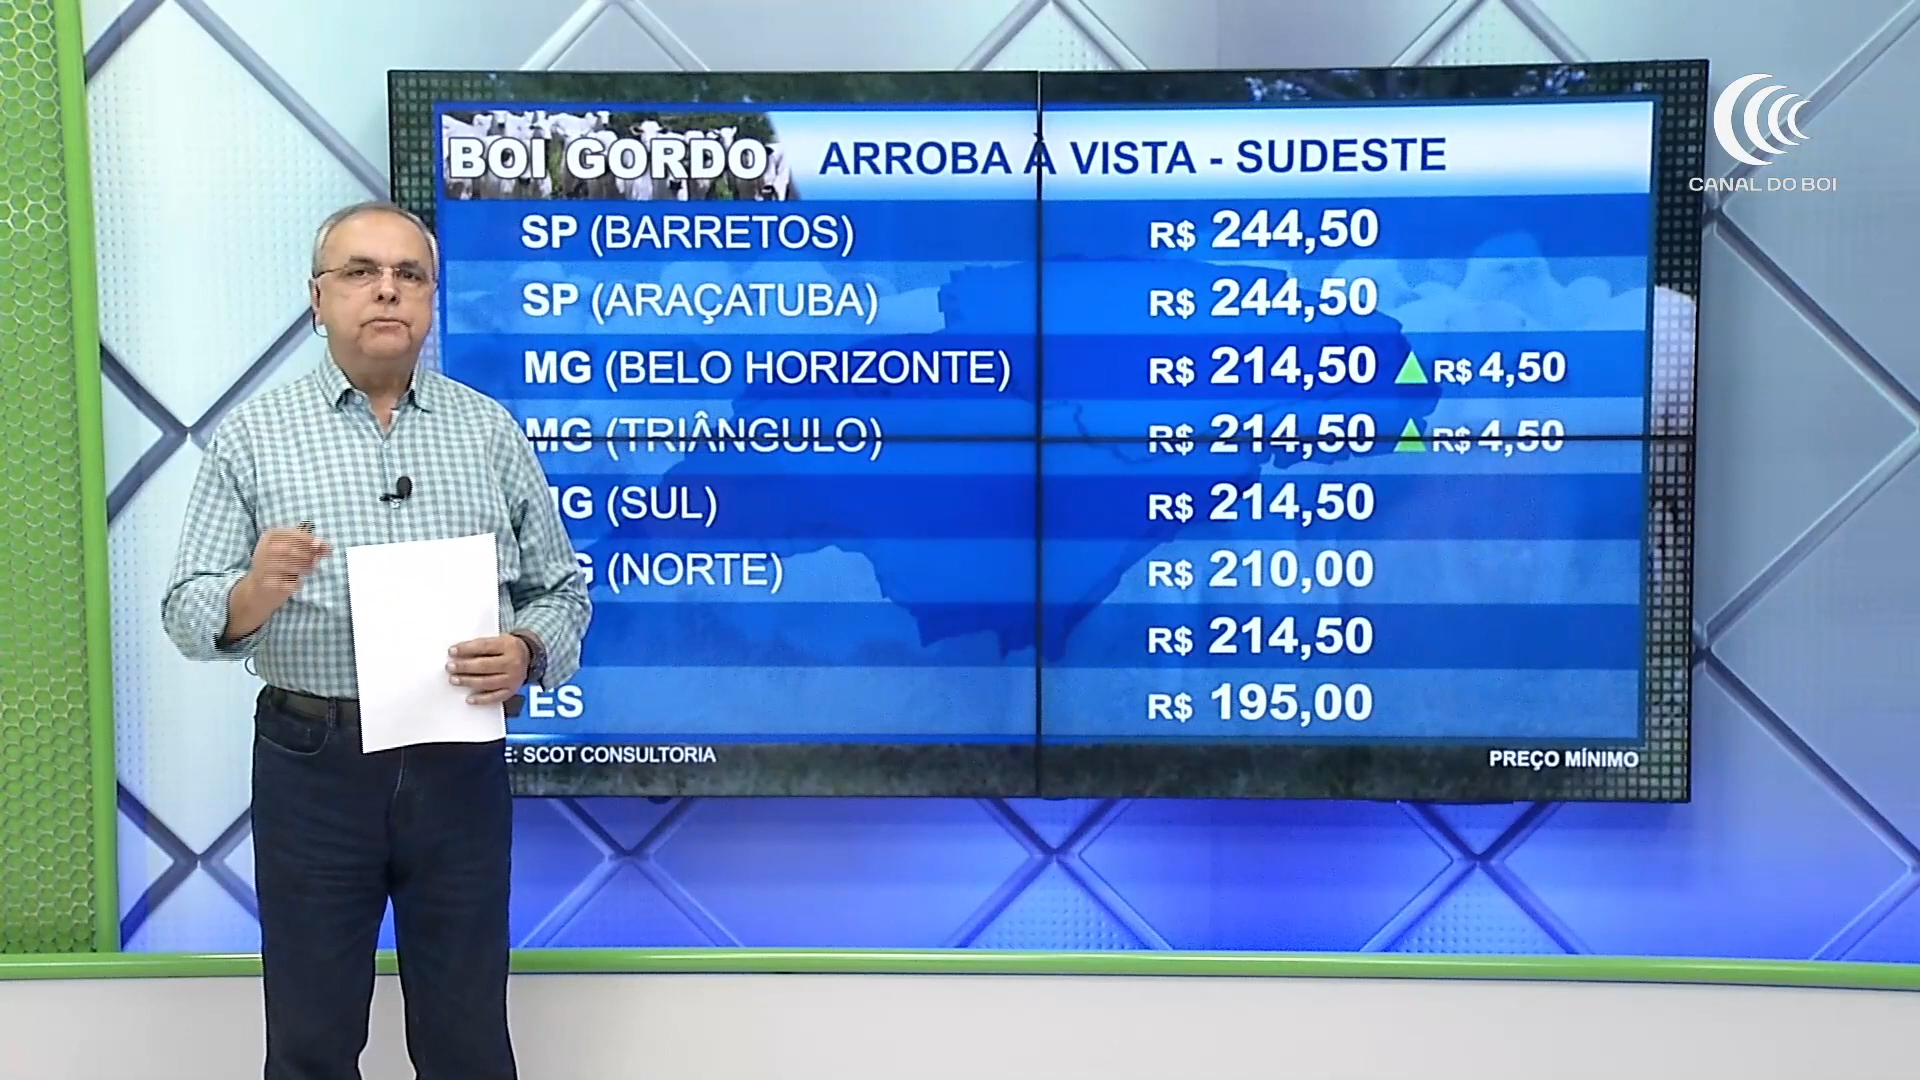 BOI GORDO ARROBA À VISTA - SUDESTE
CANAL DO BOI
SP (BARRETOS) R$ 244,50
SP (ARAÇATUBA) R$ 244,50
MG (BELO HORIZONTE) R$ 214,50 ▲ R$ 4,50
MG (TRIÂNGULO) R$ 214,50 ▲ R$ 4,50
MG (SUL) R$ 214,50
G (NORTE) R$ 210,00
R$ 214,50
ES R$ 195,00
E: SCOT CONSULTORIA
PREÇO MÍNIMO